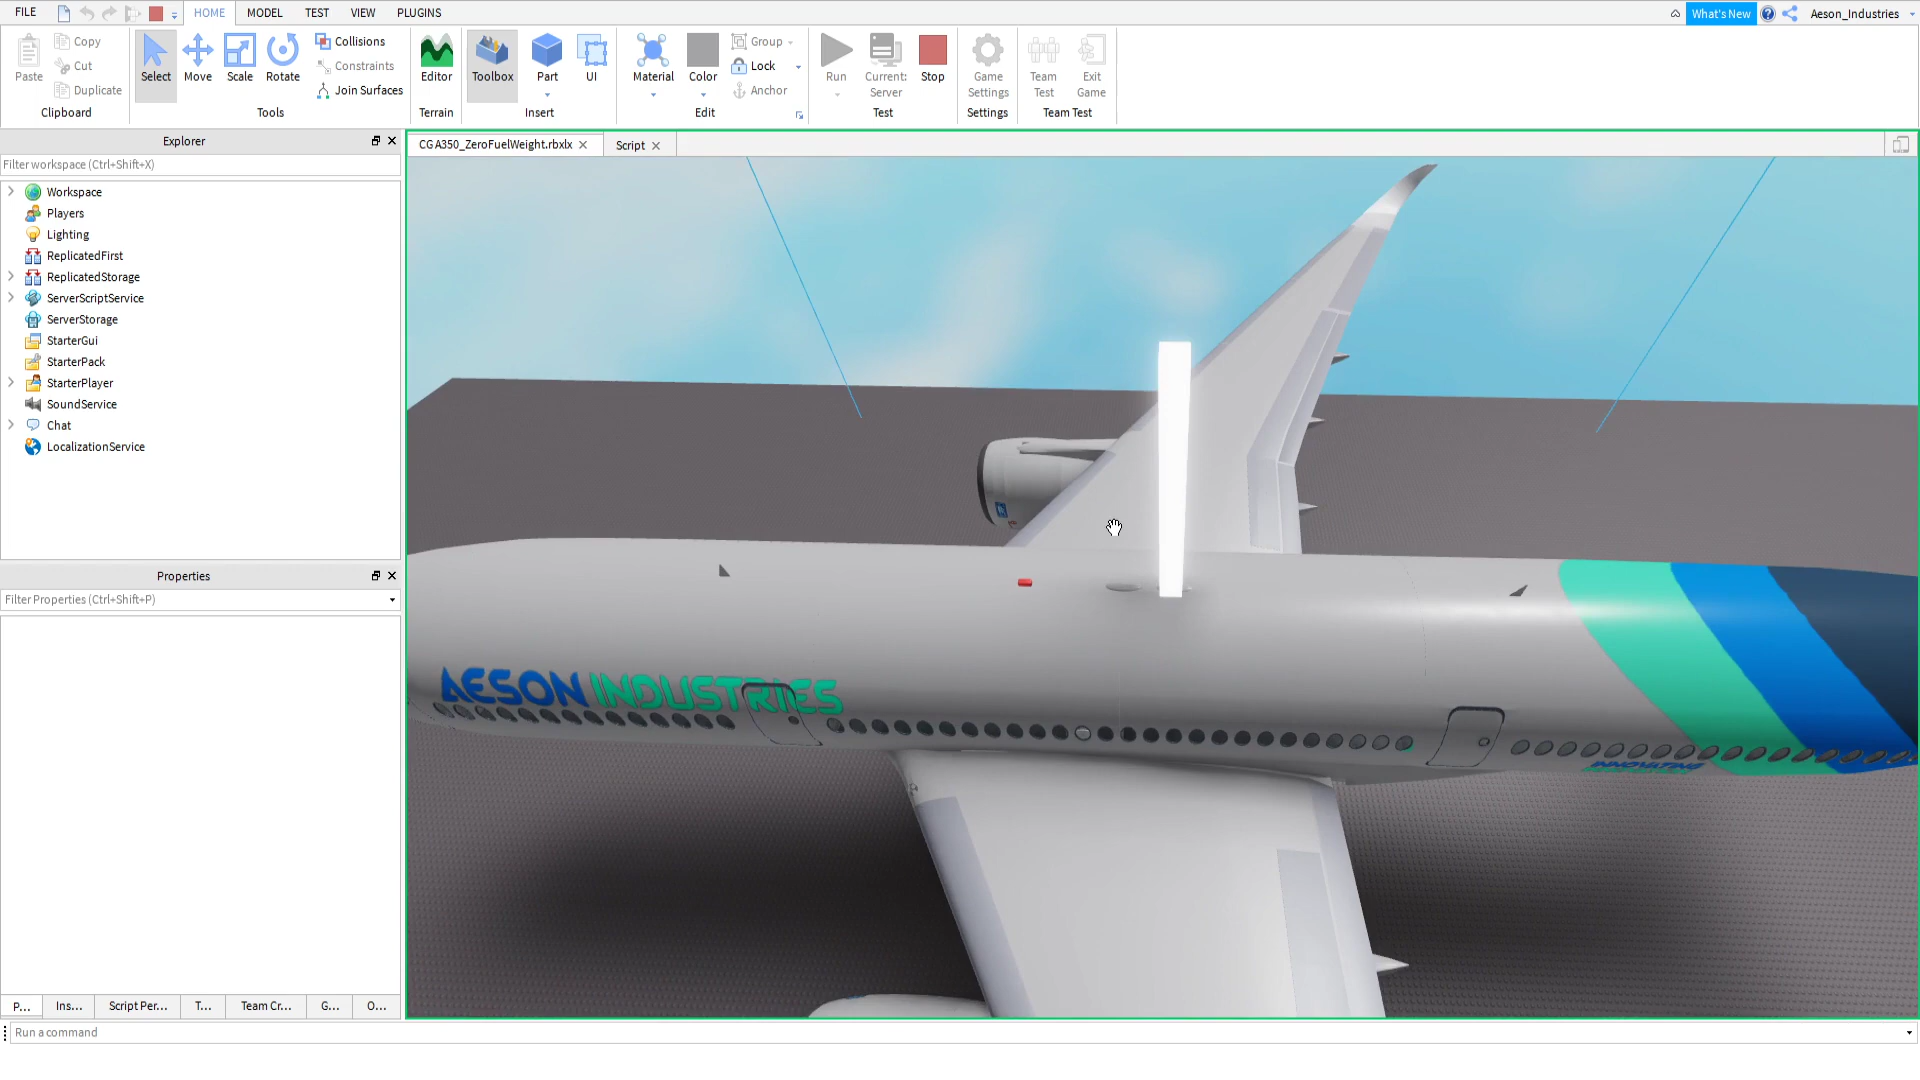 FILE HOME MODEL TEST VIEW PLUGINS What's New Aeson_Industries
Paste Copy Cut Duplicate Select Move Scale Rotate Collisions Constraints Join Surfaces Editor Toolbox Part UI Material Color Group Lock Anchor Run Current: Server Stop Game Settings Team Test Exit Game
Clipboard Tools Terrain Insert Edit Test Settings Team Test
Explorer
CG A350_ZeroFuelWeight.rbxlx Script
Filter workspace (Ctrl+Shift+X)
Workspace
Players
Lighting
ReplicatedFirst
ReplicatedStorage
ServerScriptService
ServerStorage
StarterGui
StarterPack
StarterPlayer
SoundService
Chat
LocalizationService
Properties
Filter Properties (Ctrl+Shift+P)
AESON INDUSTRIES
INNOVATING
P... Ins... Script Per... T... Team Cr... G... O...
Run a command